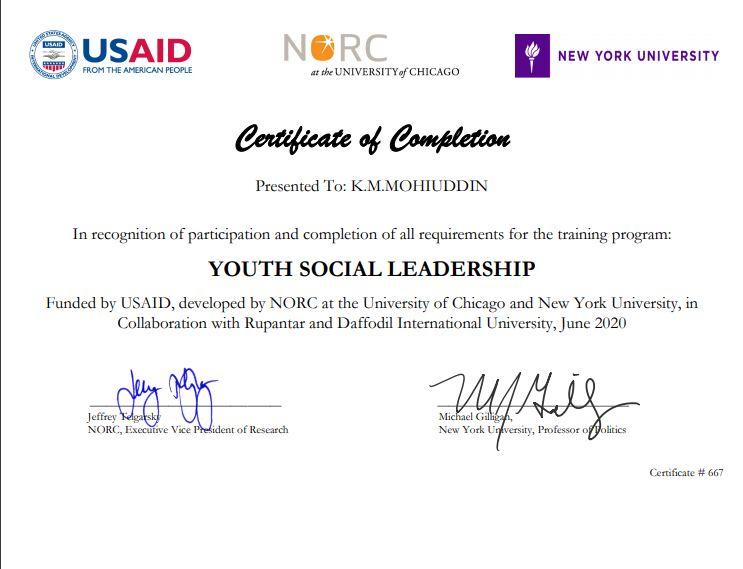 USAID
FROM THE AMERICAN PEOPLE
NORC
at the UNIVERSITY of CHICAGO
NEW YORK UNIVERSITY
Certificate of Completion
Presented To: K.M.MOHIUDDIN
In recognition of participation and completion of all requirements for the training program:
YOUTH SOCIAL LEADERSHIP
Funded by USAID, developed by NORC at the University of Chicago and New York University, in
Collaboration with Rupantar and Daffodil International University, June 2020
Jeffrey Telgarsky
NORC, Executive Vice President of Research
Michael Gilligan,
New York University, Professor of Politics
Certificate # 667